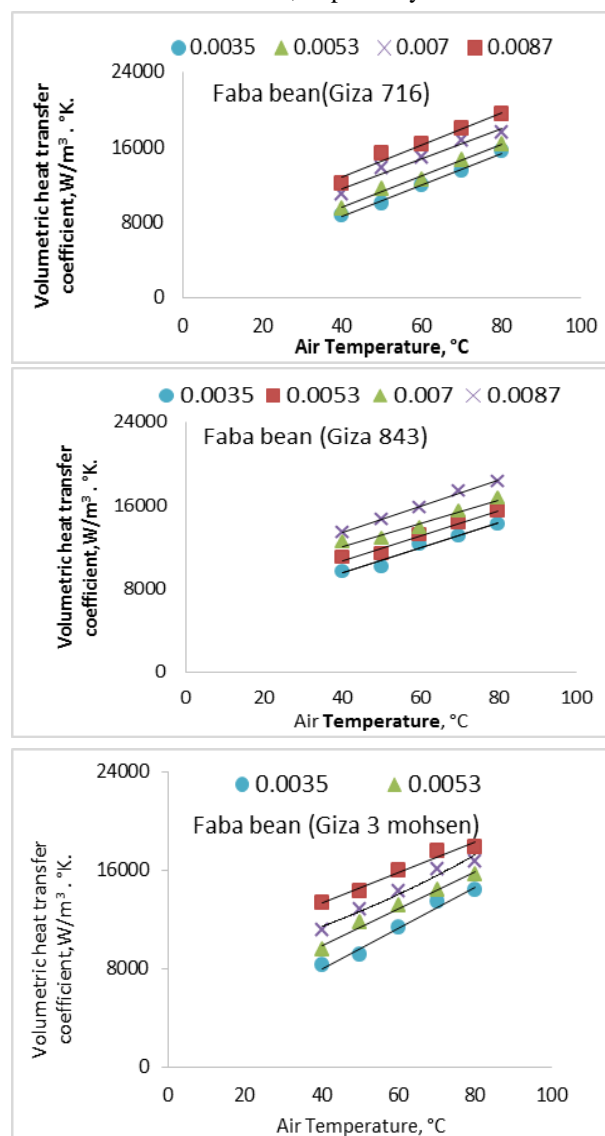 0.0035 0.0053 0.007 0.0087
24000
Faba bean(Giza 716)
16000
8000
0
0 20 40 60 80 100
Volumetric heat transfer
coefficient,W/m³ . °K.
Air Temperature, °C
0.0035 0.0053 0.007 0.0087
24000
Faba bean (Giza 843)
16000
8000
0
0 20 40 60 80 100
Volumetric heat transfer
coefficient,W/m³ . °K.
Air Temperature, °C
0.0035 0.0053
24000
Faba bean (Giza 3 mohsen)
16000
8000
0
0 20 40 60 80 100
Volumetric heat transfer
coefficient,W/m³ . °K.
Air Temperature, °C